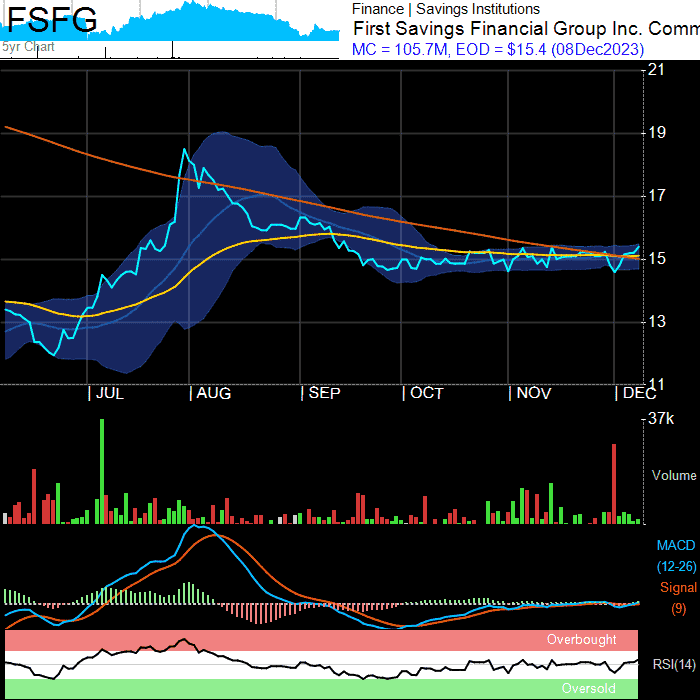 FSFG
5yr Chart
Finance | Savings Institutions
First Savings Financial Group Inc. Comm
MC = 105.7M, EOD = $15.4 (08Dec2023)
21
19
17
15
13
11
| JUL | AUG | SEP | OCT | NOV | DEC
37k
Volume
MACD
(12-26)
Signal
(9)
Overbought
RSI(14)
Oversold